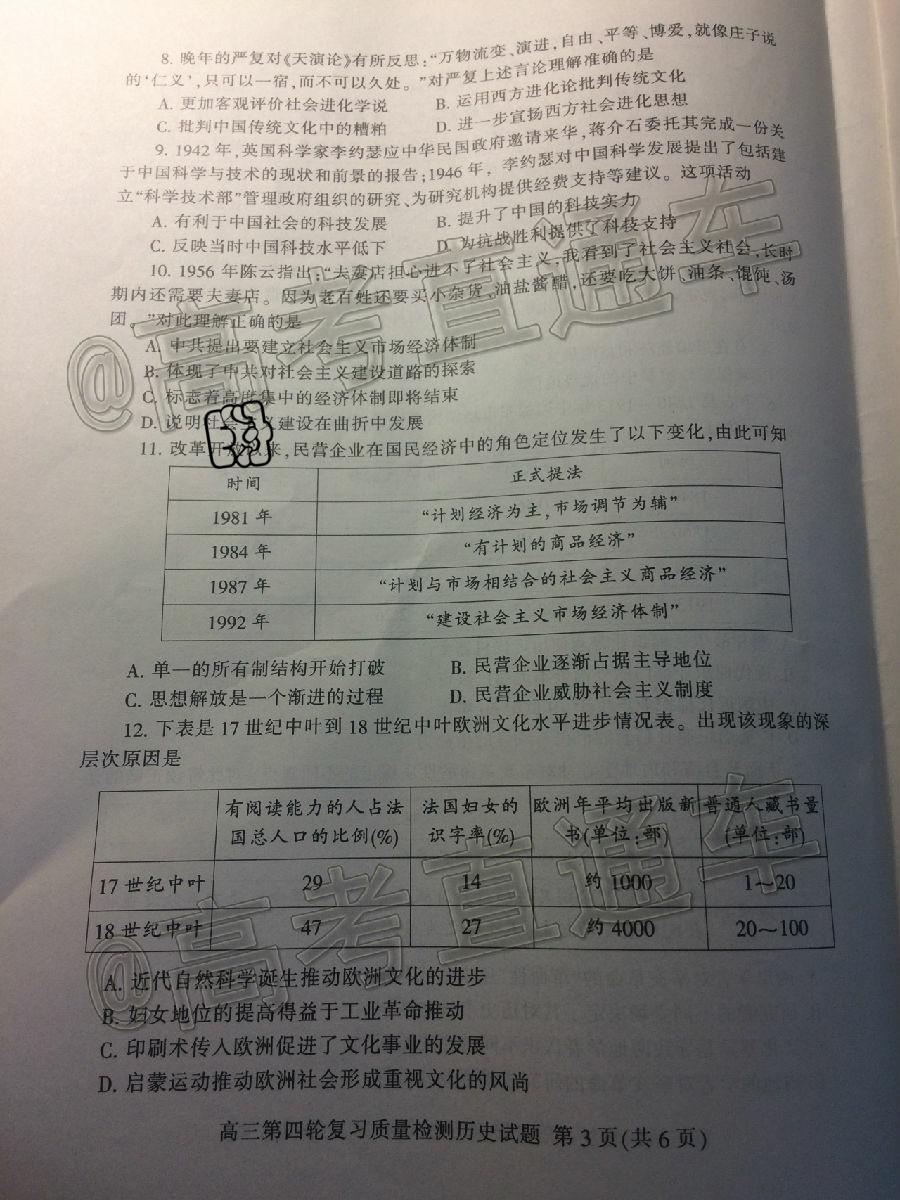 8. 晚年的严复对《天演论》有所反思：“万物流变、演进，自由、平等、博爱，就像庄子说
的‘仁义’，只可以一宿，而不可以久处。”对严复上述言论理解准确的是
A. 更加客观评价社会进化学说 B. 运用西方进化论批判传统文化
C. 批判中国传统文化中的糟粕 D. 进一步宣扬西方社会进化思想
9. 1942 年，英国科学家李约瑟应中华民国政府邀请来华，蒋介石委托其完成一份关
于中国科学与技术的现状和前景的报告；1946 年，李约瑟对中国科学发展提出了包括建
立“科学技术部”管理政府组织的研究、为研究机构提供经费支持等建议。这项活动
A. 有利于中国社会的科技发展 B. 提升了中国的科技实力
C. 反映当时中国科技水平低下 D. 为抗战胜利提供了科技支持
10. 1956 年陈云指出：“夫妻店担心进不了社会主义，我看到了社会主义社会，长时
期内还需要夫妻店。因为老百姓还要买小杂货，油盐酱醋，还要吃大饼、油条、馄饨、汤
团。”对此理解正确的是
A. 中共提出要建立社会主义市场经济体制
B. 体现了中共对社会主义建设道路的探索
C. 标志着高度集中的经济体制即将结束
D. 说明社会主义建设在曲折中发展
11. 改革开放以来，民营企业在国民经济中的角色定位发生了以下变化，由此可知
时间 正式提法
1981 年 “计划经济为主，市场调节为辅”
1984 年 “有计划的商品经济”
1987 年 “计划与市场相结合的社会主义商品经济”
1992 年 “建设社会主义市场经济体制”
A. 单一的所有制结构开始打破 B. 民营企业逐渐占据主导地位
C. 思想解放是一个渐进的过程 D. 民营企业威胁社会主义制度
12. 下表是 17 世纪中叶到 18 世纪中叶欧洲文化水平进步情况表。出现该现象的深
层次原因是
有阅读能力的人占法 法国妇女的 欧洲年平均出版新 普通人藏书量
国总人口的比例(%) 识字率(%) 书(单位:部) (单位:部)
17 世纪中叶 29 14 约 1000 1～20
18 世纪中叶 47 27 约 4000 20～100
A. 近代自然科学诞生推动欧洲文化的进步
B. 妇女地位的提高得益于工业革命推动
C. 印刷术传入欧洲促进了文化事业的发展
D. 启蒙运动推动欧洲社会形成重视文化的风尚
高三第四轮复习质量检测历史试题 第 3 页(共 6 页)
@高考直通车
@高考直通车